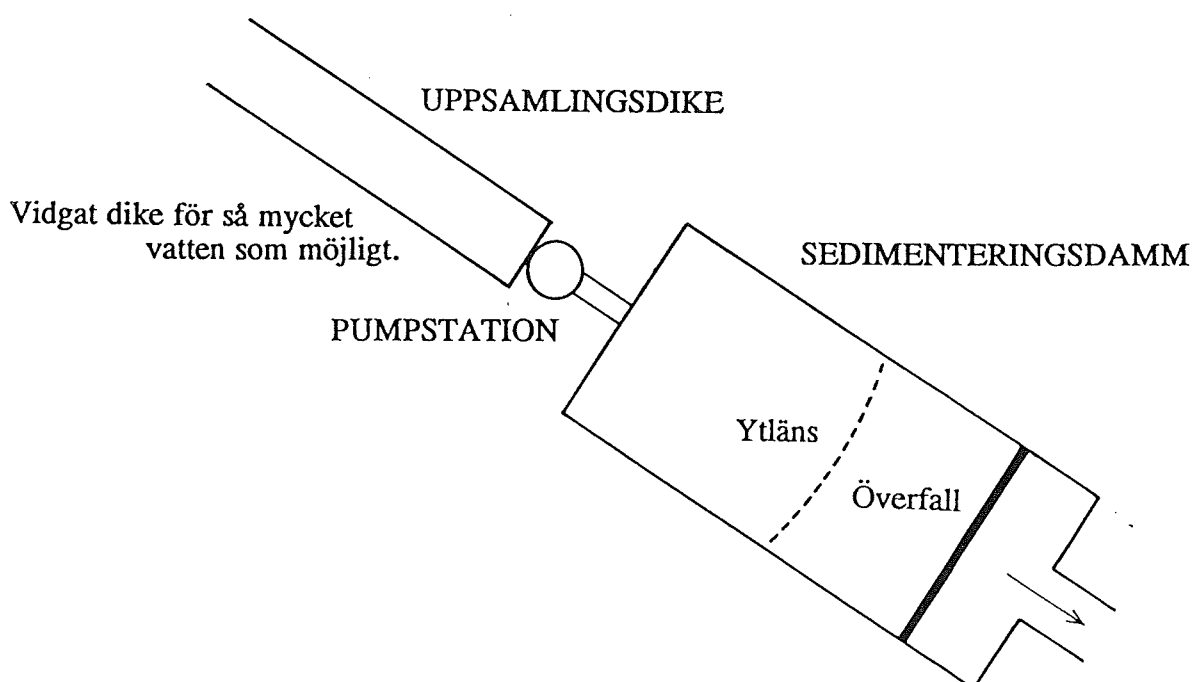 UPPSAMLINGSDIKE
Vidgat dike för så mycket
vatten som möjligt.
SEDIMENTERINGSDAMM
PUMPSTATION
Ytläns
Överfall